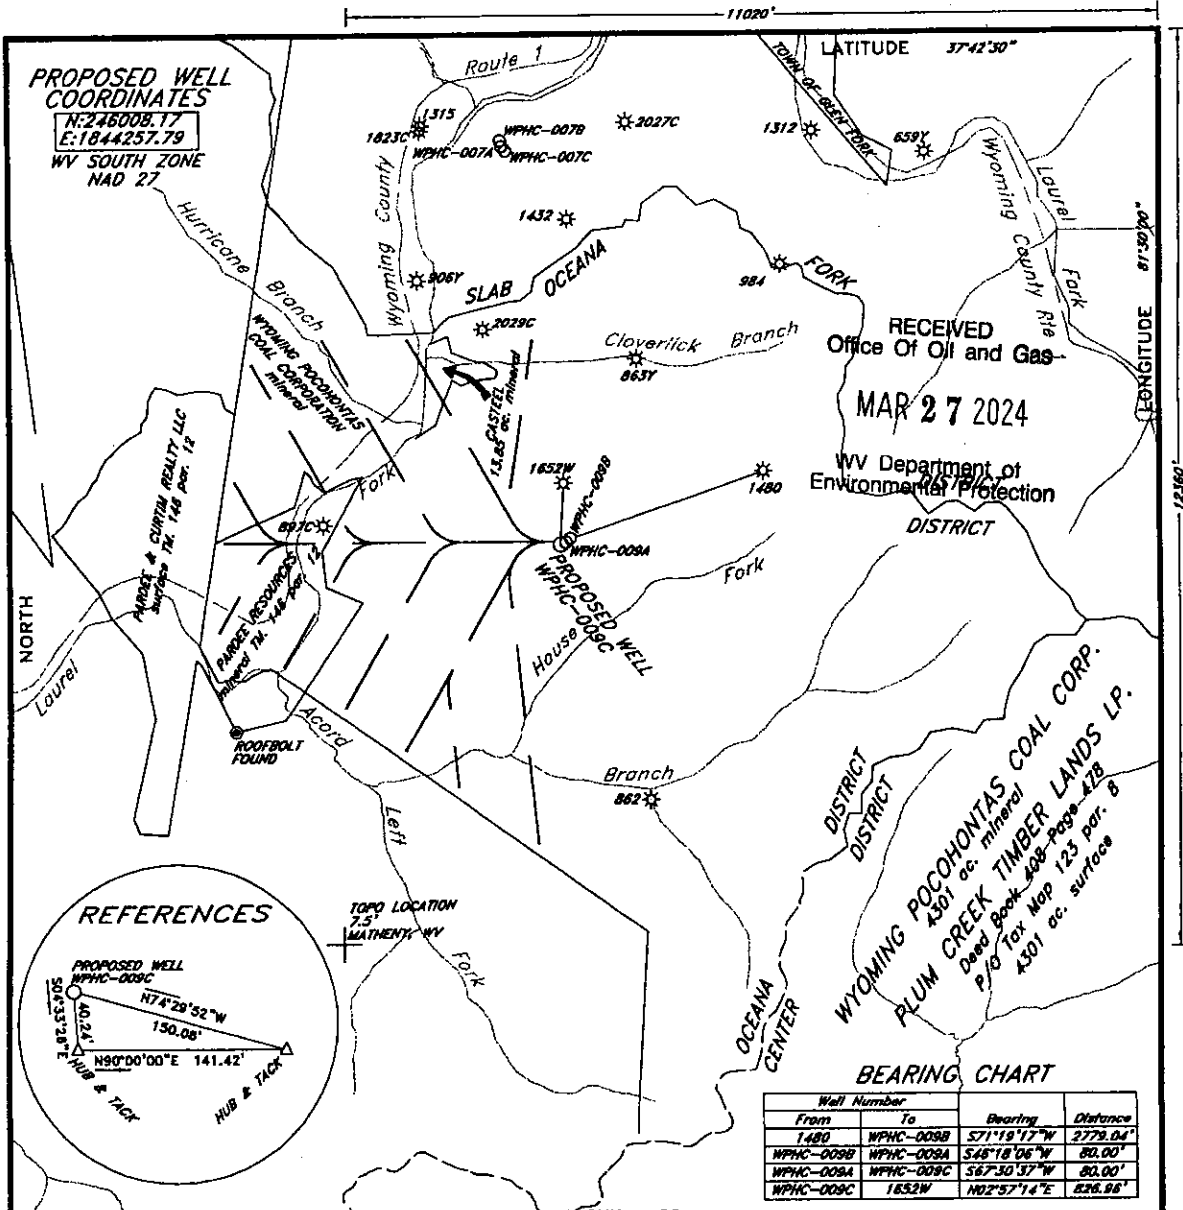 11020'
LATITUDE 37°42'30"
PROPOSED WELL
COORDINATES
N:246008.17
E:1844257.79
WV SOUTH ZONE
NAD 27
Route 1
TOWN OF GLEN FORK
1315
1823C
WPHC-007B
WPHC-007A
WPHC-007C
2027C
1312
659Y
Wyoming County
Wyoming County Rte
Laurel
Fork
Hurricane
Branch
1432
906Y
SLAB
FORK
OCEANA
984
81°30'00"
LONGITUDE
2029C
Cloverlick Branch
863Y
RECEIVED
Office Of Oil and Gas
MAR 27 2024
WV Department of
Environmental Protection
WYOMING POCOHONTAS
COAL CORPORATION
mineral
CASTEEL
13.85 ac. mineral
PARDEE & CURTIN REALTY LLC
surface TM. 146 par. 12
Fork
1652W
WPHC-009B
1480
DISTRICT
DISTRICT
12360'
897C
WPHC-009A
PROPOSED WELL
WPHC-009C
PARDEE RESOURCES
mineral TM. 146 par. 12
House
Fork
NORTH
Laurel
ROOFBOLT
FOUND
Acord
Branch
862
Left
Fork
DISTRICT
DISTRICT
WYOMING POCOHONTAS COAL CORP.
4301 ac. mineral
PLUM CREEK TIMBER LANDS LP.
Deed Book 408-Page 478
P/O Tax Map 123 par. 8
4301 ac. surface
REFERENCES
PROPOSED WELL
WPHC-009C
N74°29'52"W
150.08'
S04°33'28"E
40.24'
N90°00'00"E 141.42'
HUB & TACK
HUB & TACK
TOPO LOCATION
7.5'
MATHENY, WV
OCEANA
CENTER
BEARING CHART
Well Number
From To Bearing Distance
1480 WPHC-009B S71°19'17"W 2779.04'
WPHC-009B WPHC-009A S46°18'06"W 80.00'
WPHC-009A WPHC-009C S67°30'37"W 80.00'
WPHC-009C 1652W N02°57'14"E 826.96'